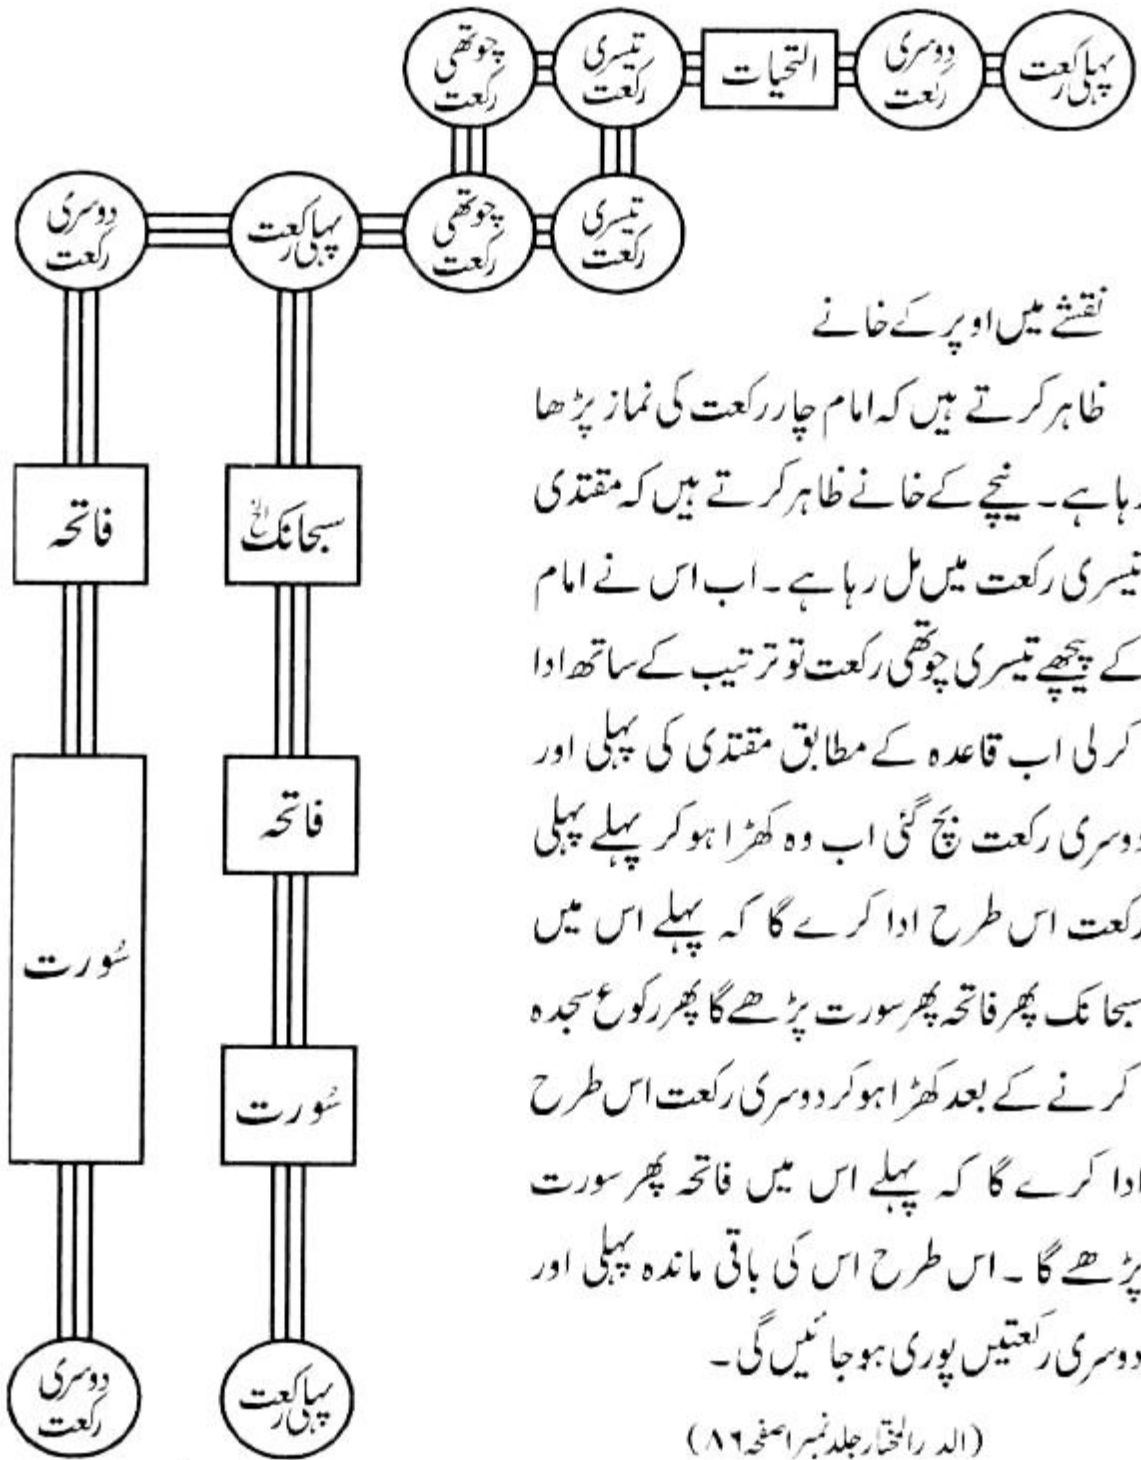 پہلی رکعت
دوسری رکعت
التحیات
تیسری رکعت
چوتھی رکعت
تیسری رکعت
چوتھی رکعت
پہلی رکعت
دوسری رکعت
نقشے میں اوپر کے خانے
ظاہر کرتے ہیں کہ امام چار رکعت کی نماز پڑھا
رہا ہے۔ نیچے کے خانے ظاہر کرتے ہیں کہ مقتدی
تیسری رکعت میں مل رہا ہے۔ اب اس نے امام
کے پیچھے تیسری چوتھی رکعت تو ترتیب کے ساتھ ادا
کر لی اب قاعدہ کے مطابق مقتدی کی پہلی اور
دوسری رکعت بچ گئی اب وہ کھڑا ہو کر پہلے پہلی
رکعت اس طرح ادا کرے گا کہ پہلے اس میں
سبحانک پھر فاتحہ پھر سورت پڑھے گا پھر رکوع سجدہ
کرنے کے بعد کھڑا ہو کر دوسری رکعت اس طرح
ادا کرے گا کہ پہلے اس میں فاتحہ پھر سورت
پڑھے گا۔ اس طرح اس کی باقی ماندہ پہلی اور
دوسری رکعتیں پوری ہو جائیں گی۔
(الدر المختار جلد نمبر ۱ صفحہ ۸۶)
سبحانک الخ
فاتحہ
سُورت
پہلی رکعت
فاتحہ
سُورت
دوسری رکعت